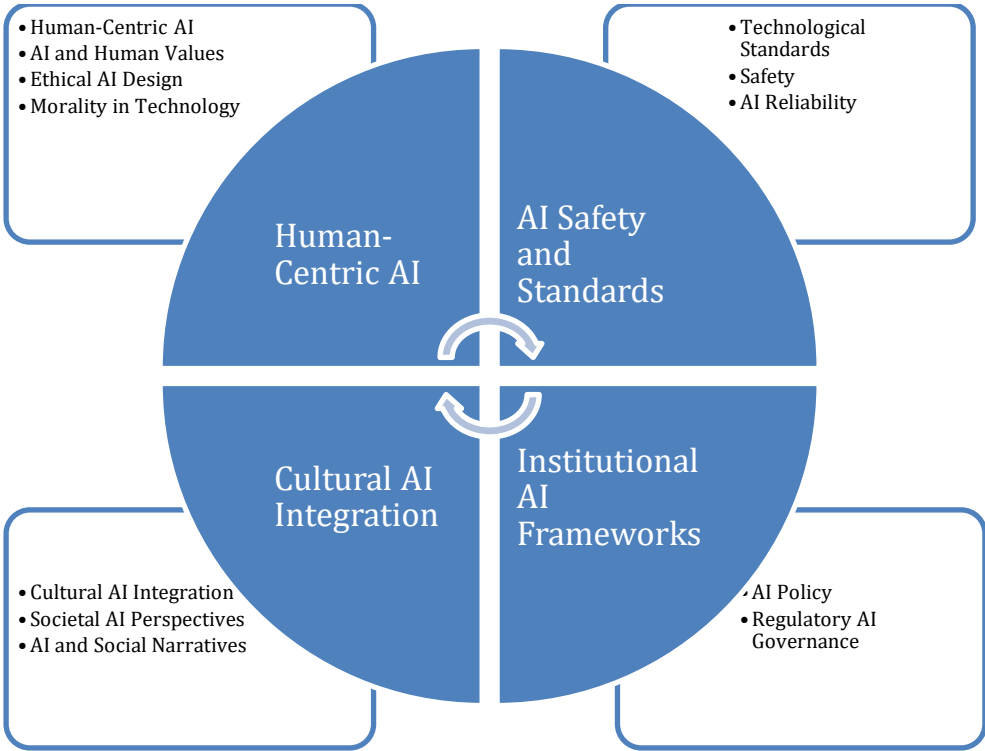 • Human-Centric AI
• AI and Human Values
• Ethical AI Design
• Morality in Technology
• Technological
Standards
• Safety
• AI Reliability
Human-
Centric AI
AI Safety
and
Standards
Cultural AI
Integration
Institutional
AI
Frameworks
• Cultural AI Integration
• Societal AI Perspectives
• AI and Social Narratives
• AI Policy
• Regulatory AI
Governance